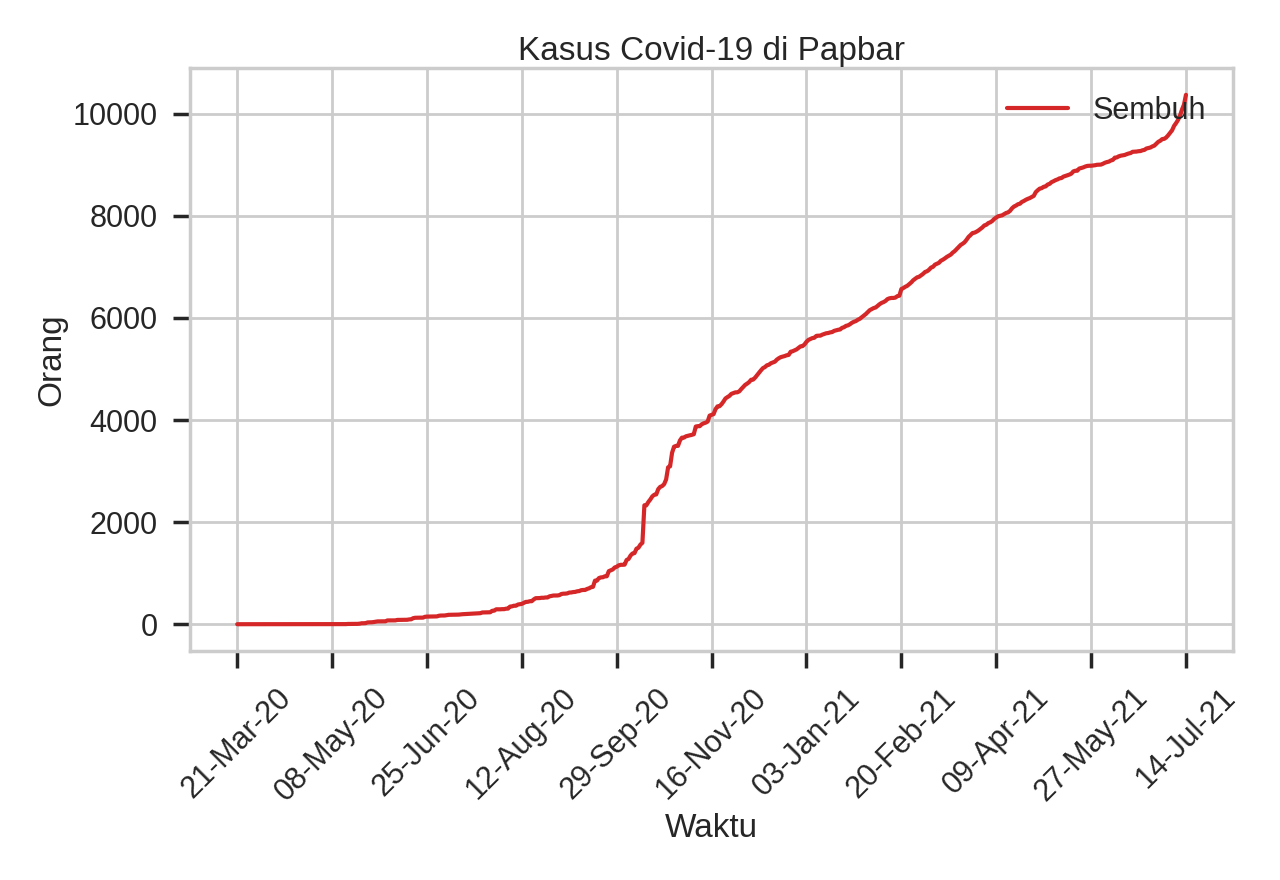 Kasus Covid-19 di Papbar
Sembuh
10000
8000
6000
4000
2000
0
Orang
21-Mar-20
08-May-20
25-Jun-20
12-Aug-20
29-Sep-20
16-Nov-20
03-Jan-21
20-Feb-21
09-Apr-21
27-May-21
14-Jul-21
Waktu